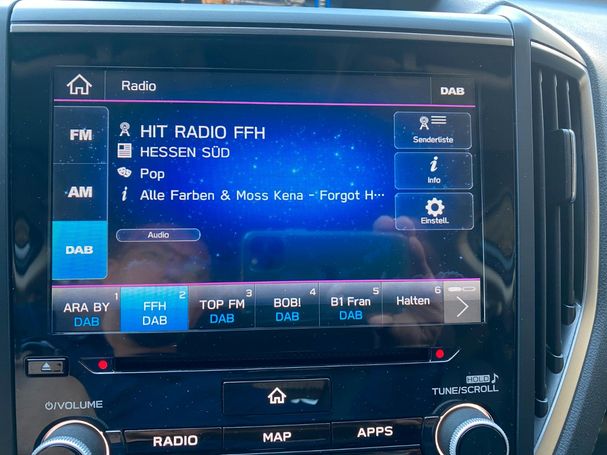 Radio
DAB
FM
HIT RADIO FFH
HESSEN SÜD
Senderliste
Pop
AM
i
Info
i Alle Farben & Moss Kena - Forgot H...
Einstell.
Audio
DAB
ARA BY 1
DAB
FFH 2
DAB
TOP FM 3
DAB
BOB! 4
DAB
B1 Fran 5
DAB
Halten 6
HOLD
VOLUME
TUNE/SCROLL
RADIO
MAP
APPS